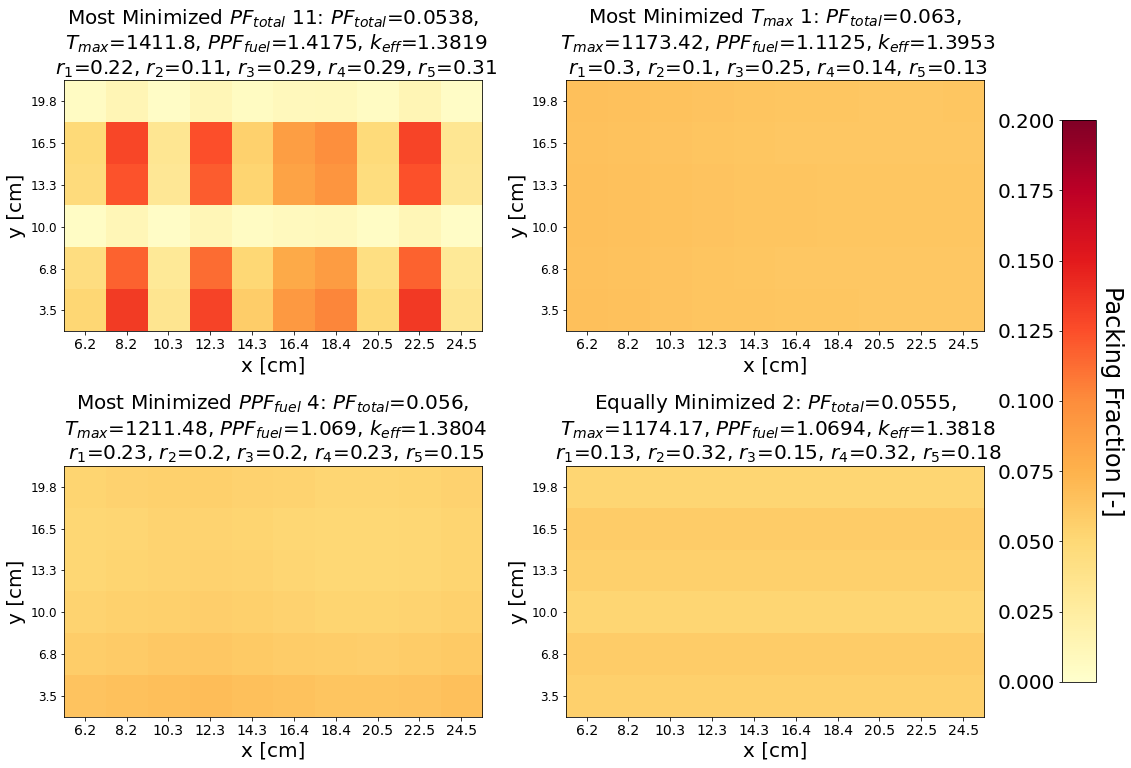 Most Minimized PF_total 11: PF_total=0.0538,
T_max=1411.8, PPF_fuel=1.4175, k_eff=1.3819
r_1=0.22, r_2=0.11, r_3=0.29, r_4=0.29, r_5=0.31
y [cm]
19.8
16.5
13.3
10.0
6.8
3.5
6.2 8.2 10.3 12.3 14.3 16.4 18.4 20.5 22.5 24.5
x [cm]
Most Minimized T_max 1: PF_total=0.063,
T_max=1173.42, PPF_fuel=1.1125, k_eff=1.3953
r_1=0.3, r_2=0.1, r_3=0.25, r_4=0.14, r_5=0.13
y [cm]
19.8
16.5
13.3
10.0
6.8
3.5
6.2 8.2 10.3 12.3 14.3 16.4 18.4 20.5 22.5 24.5
x [cm]
Most Minimized PPF_fuel 4: PF_total=0.056,
T_max=1211.48, PPF_fuel=1.069, k_eff=1.3804
r_1=0.23, r_2=0.2, r_3=0.2, r_4=0.23, r_5=0.15
y [cm]
19.8
16.5
13.3
10.0
6.8
3.5
6.2 8.2 10.3 12.3 14.3 16.4 18.4 20.5 22.5 24.5
x [cm]
Equally Minimized 2: PF_total=0.0555,
T_max=1174.17, PPF_fuel=1.0694, k_eff=1.3818
r_1=0.13, r_2=0.32, r_3=0.15, r_4=0.32, r_5=0.18
y [cm]
19.8
16.5
13.3
10.0
6.8
3.5
6.2 8.2 10.3 12.3 14.3 16.4 18.4 20.5 22.5 24.5
x [cm]
0.200
0.175
0.150
0.125
0.100
0.075
0.050
0.025
0.000
Packing Fraction [-]